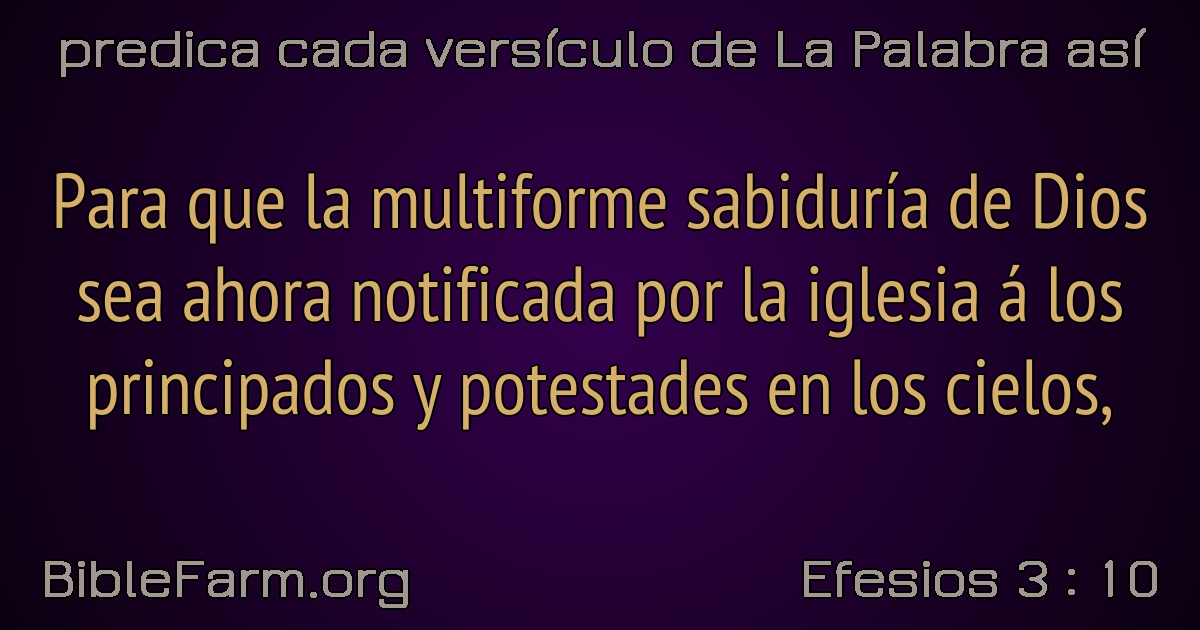 predica cada versículo de La Palabra así
Para que la multiforme sabiduría de Dios
sea ahora notificada por la iglesia á los
principados y potestades en los cielos,
BibleFarm.org
Efesios 3 : 10